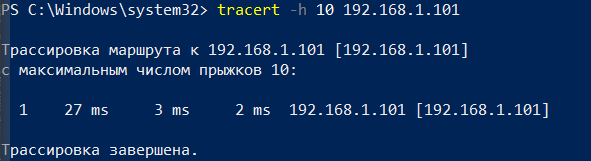 PS C:\Windows\system32> tracert -h 10 192.168.1.101
Трассировка маршрута к 192.168.1.101 [192.168.1.101]
с максимальным числом прыжков 10:
1    27 ms     3 ms     2 ms  192.168.1.101 [192.168.1.101]
Трассировка завершена.